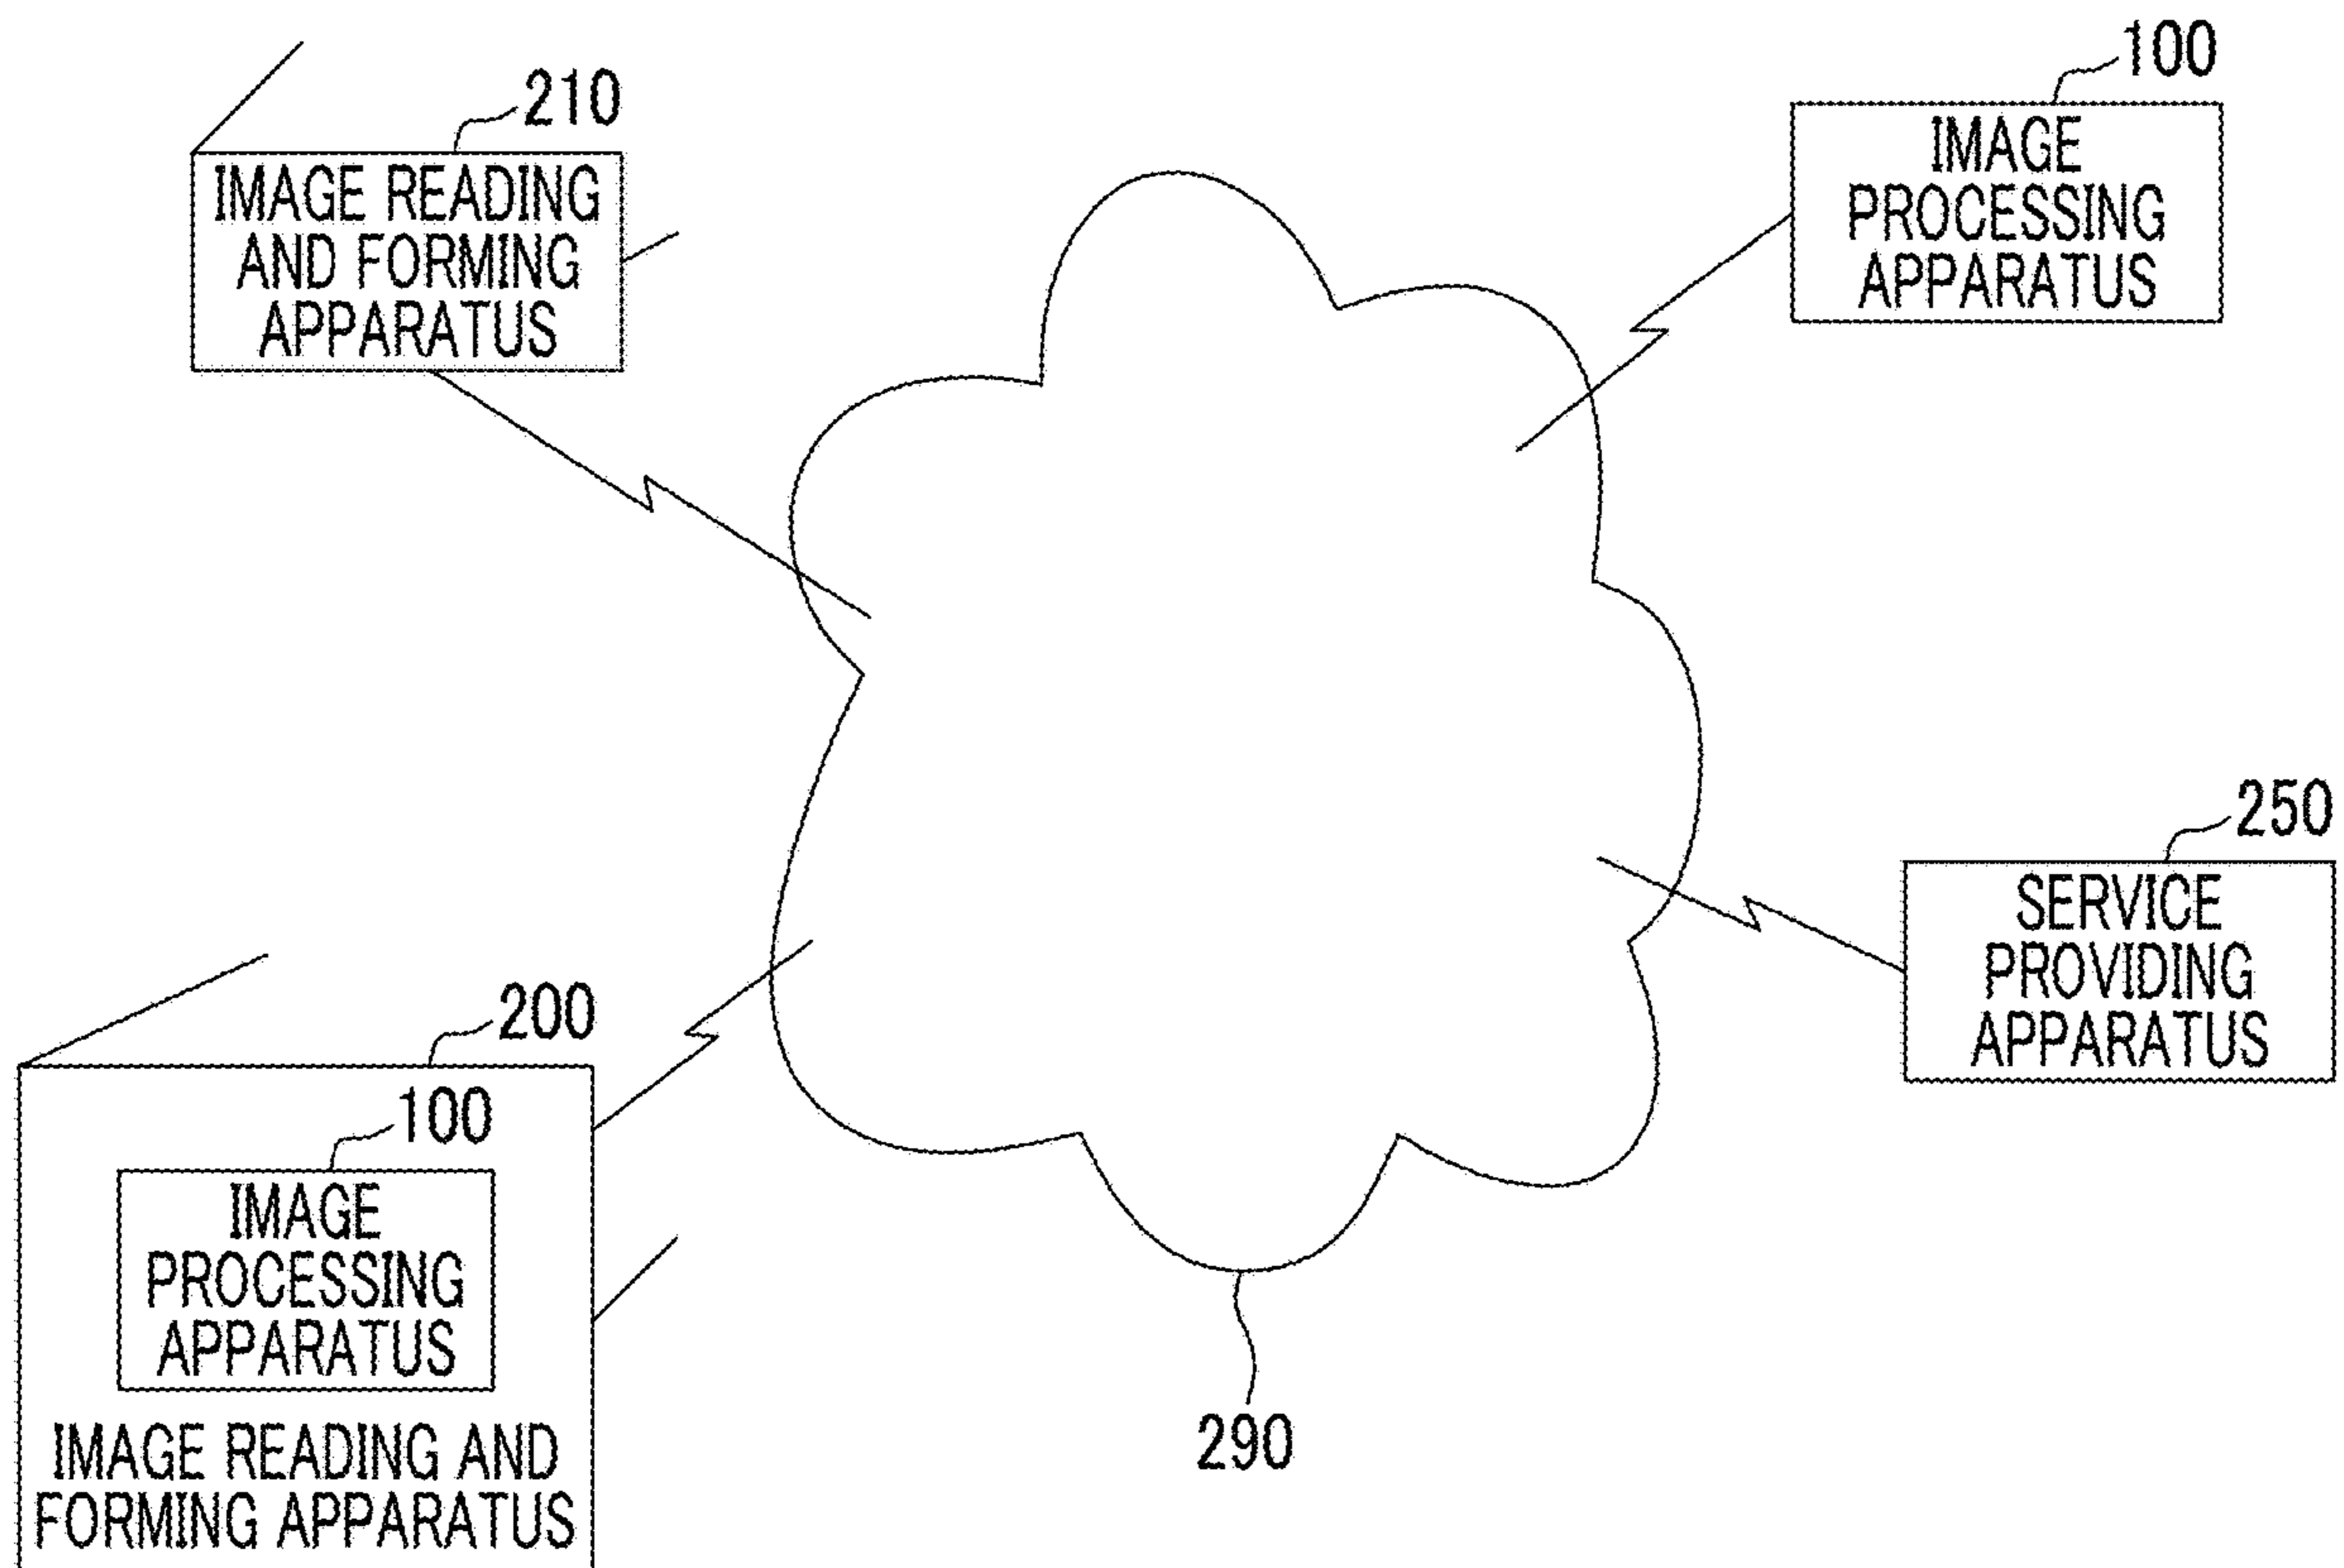 210
IMAGE READING
AND FORMING
APPARATUS
100
IMAGE
PROCESSING
APPARATUS
250
SERVICE
PROVIDING
APPARATUS
200
100
IMAGE
PROCESSING
APPARATUS
IMAGE READING AND
FORMING APPARATUS
290